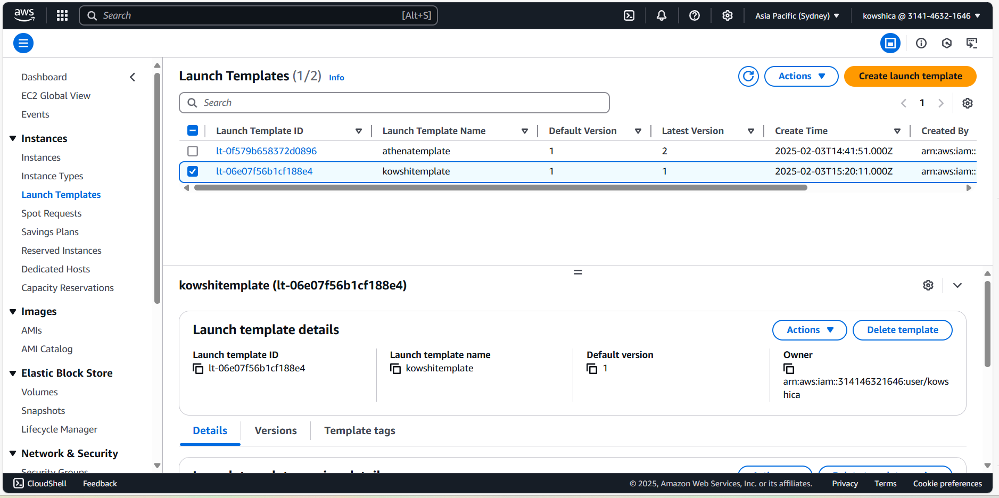 aws
Search [Alt+S]
Asia Pacific (Sydney)
kowshica @ 3141-4632-1646
Dashboard
EC2 Global View
Events
Instances
Instances
Instance Types
Launch Templates
Spot Requests
Savings Plans
Reserved Instances
Dedicated Hosts
Capacity Reservations
Images
AMIs
AMI Catalog
Elastic Block Store
Volumes
Snapshots
Lifecycle Manager
Network & Security
Security Groups
Launch Templates (1/2) Info
Actions
Create launch template
Search
1
Launch Template ID Launch Template Name Default Version Latest Version Create Time Created By
lt-0f579b658372d0896 athenatemplate 1 2 2025-02-03T14:41:51.000Z arn:aws:iam::
lt-06e07f56b1cf188e4 kowshitemplate 1 1 2025-02-03T15:20:11.000Z arn:aws:iam::
kowshitemplate (lt-06e07f56b1cf188e4)
Launch template details
Actions
Delete template
Launch template ID
lt-06e07f56b1cf188e4
Launch template name
kowshitemplate
Default version
1
Owner
arn:aws:iam::314146321646:user/kows
hica
Details Versions Template tags
CloudShell Feedback
© 2025, Amazon Web Services, Inc. or its affiliates. Privacy Terms Cookie preferences